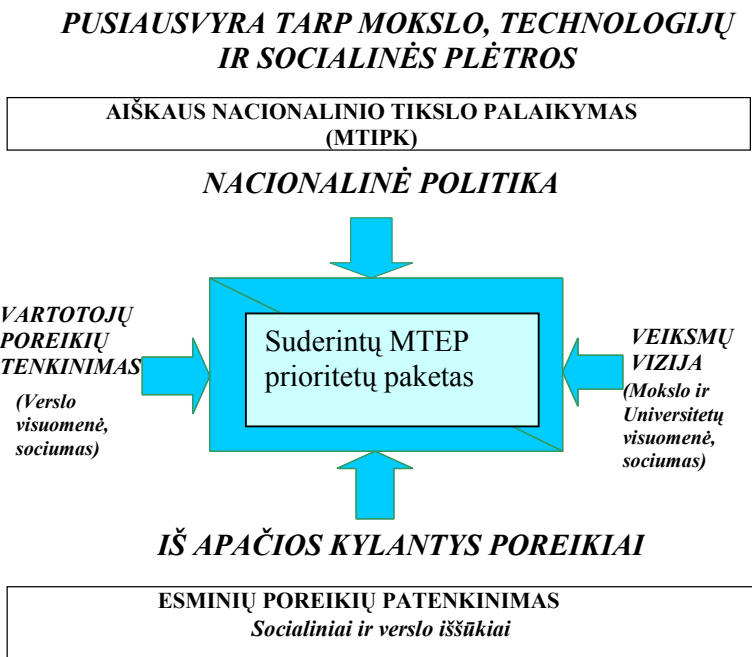 PUSIAUSVYRA TARP MOKSLO, TECHNOLOGIJŲ
IR SOCIALINĖS PLĖTROS
AIŠKAUS NACIONALINIO TIKSLO PALAIKYMAS
(MTIPK)
NACIONALINĖ POLITIKA
VARTOTOJŲ
POREIKIŲ
TENKINIMAS
(Verslo
visuomenė,
sociumas)
Suderintų MTEP
prioritetų paketas
VEIKSMŲ
VIZIJA
(Mokslo ir
Universitetų
visuomenė,
sociumas)
IŠ APAČIOS KYLANTYS POREIKIAI
ESMINIŲ POREIKIŲ PATENKINIMAS
Socialiniai ir verslo iššūkiai